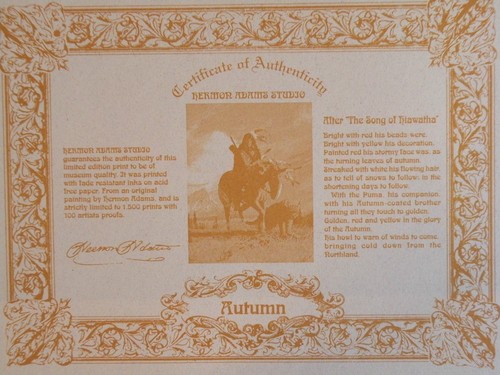 Certificate of Authenticity
HERMON ADAMS STUDIO
HERMON ADAMS STUDIO
guarantees the authenticity of this
limited edition print to be of
museum quality. It was printed
with fade resistant inks on acid
free paper. From an original
painting by Hermon Adams, and is
strictly limited to 1,500 prints with
100 artists proofs.
Hermon Adams
After "The Song of Hiawatha"
Bright with red his beads were.
Bright with yellow his decoration.
Painted red his stormy face was, as
the turning leaves of autumn.
Streaked with white his flowing hair,
as to tell of snows to follow; in the
shortening days to follow.
With the Puma, his companion,
with his Autumn-coated brother
turning all they touch to golden.
Golden, red and yellow in the glory
of the Autumn.
His howl to warn of winds to come,
bringing cold down from the
Northland.
Autumn